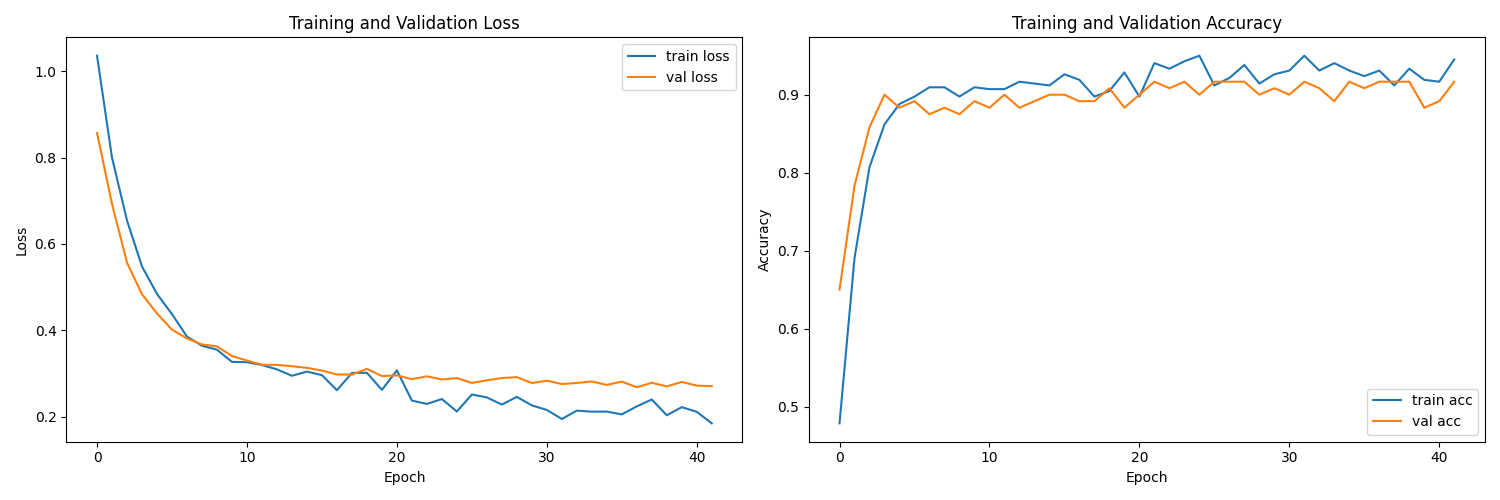 Training and Validation Loss
train loss
val loss
1.0
0.8
0.6
0.4
0.2
Loss
0
10
20
30
40
Epoch
Training and Validation Accuracy
0.9
0.8
0.7
0.6
0.5
Accuracy
train acc
val acc
0
10
20
30
40
Epoch